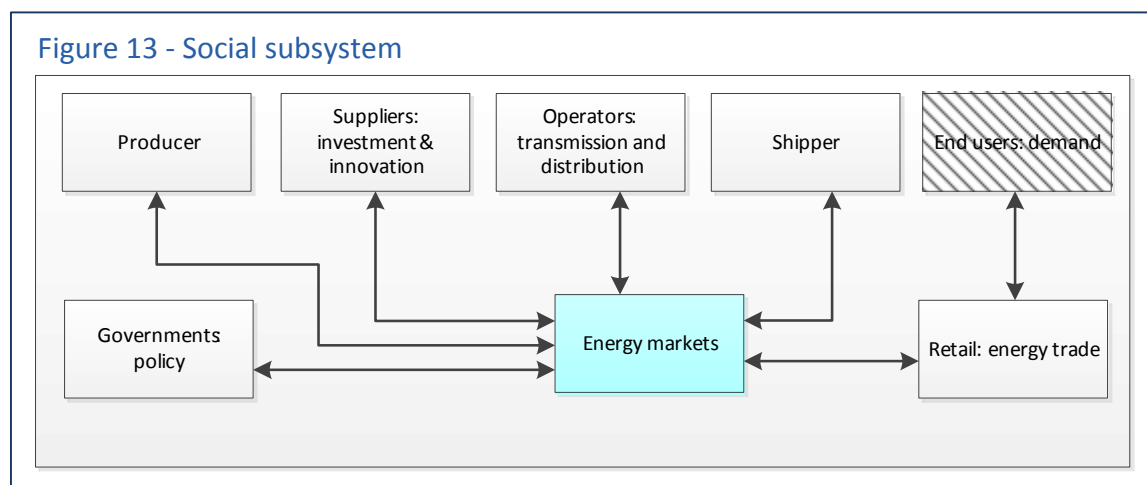 Figure 13 - Social subsystem
Producer
Suppliers:
investment &
innovation
Operators:
transmission and
distribution
Shipper
End users: demand
Governments
policy
Energy markets
Retail: energy trade